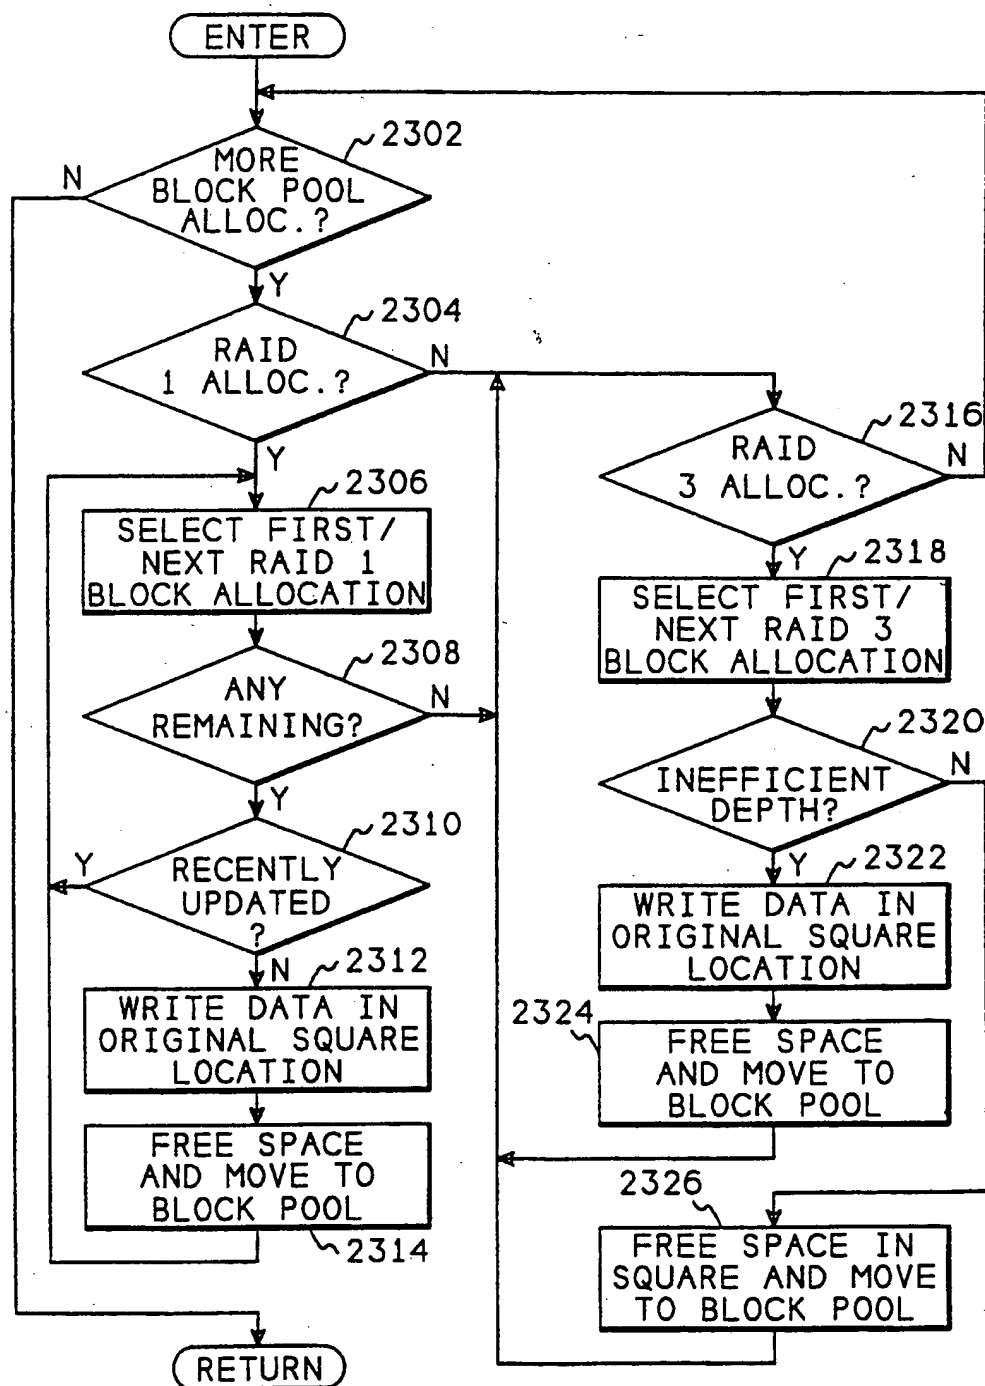 ENTER
2302
MORE
BLOCK POOL
ALLOC.?
N
Y
2304
RAID
1 ALLOC.?
N
Y
2306
SELECT FIRST/
NEXT RAID 1
BLOCK ALLOCATION
2308
ANY
REMAINING?
N
Y
2310
RECENTLY
UPDATED
?
Y
N
2312
WRITE DATA IN
ORIGINAL SQUARE
LOCATION
FREE SPACE
AND MOVE TO
BLOCK POOL
2314
RETURN
2316
RAID
3 ALLOC.?
N
Y
2318
SELECT FIRST/
NEXT RAID 3
BLOCK ALLOCATION
2320
INEFFICIENT
DEPTH?
N
Y
2322
WRITE DATA IN
ORIGINAL SQUARE
LOCATION
2324
FREE SPACE
AND MOVE TO
BLOCK POOL
2326
FREE SPACE IN
SQUARE AND MOVE
TO BLOCK POOL